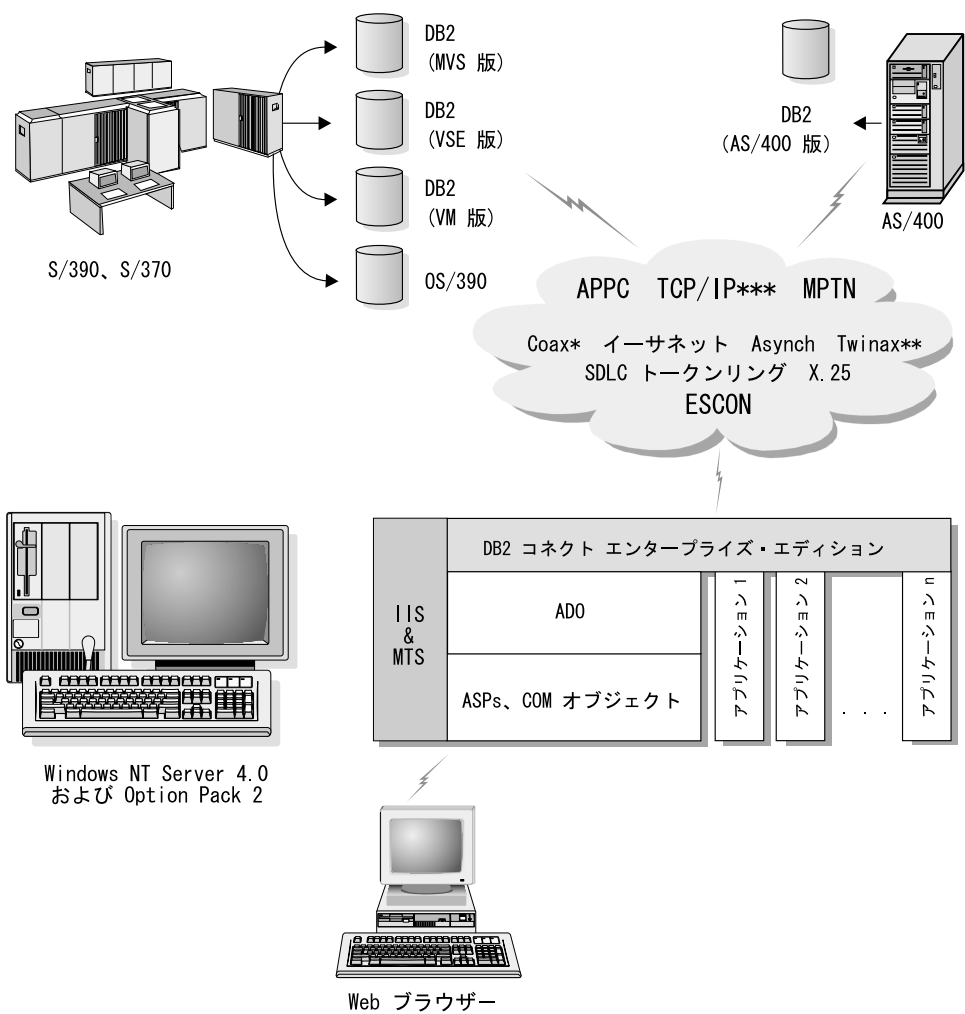 DB2
(MVS 版)
DB2
(VSE 版)
DB2
(VM 版)
OS/390
S/390、S/370
DB2
(AS/400 版)
AS/400
APPC TCP/IP*** MPTN
Coax* イーサネット Asynch Twinax**
SDLC トークンリング X.25
ESCON
DB2 コネクト エンタープライズ・エディション
IIS
&
MTS
ADO
ASPs、COM オブジェクト
アプリケーション 1
アプリケーション 2
. . .
アプリケーション n
Windows NT Server 4.0
および Option Pack 2
Web ブラウザー